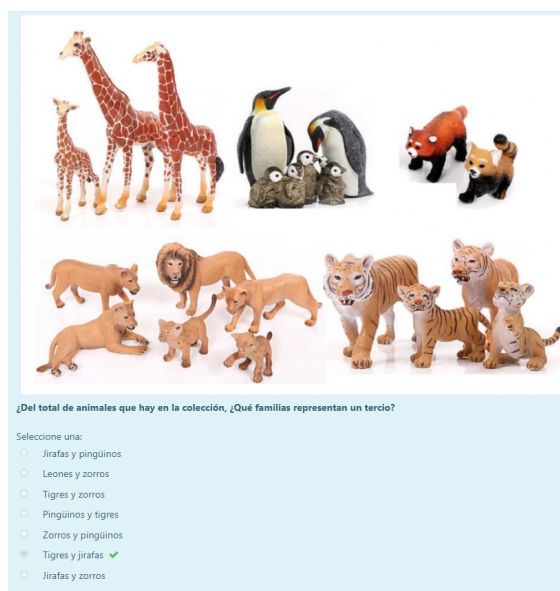 ¿Del total de animales que hay en la colección, ¿Qué familias representan un tercio?
Seleccione una:
Jirafas y pingüinos
Leones y zorros
Tigres y zorros
Pingüinos y tigres
Zorros y pingüinos
Tigres y jirafas
Jirafas y zorros